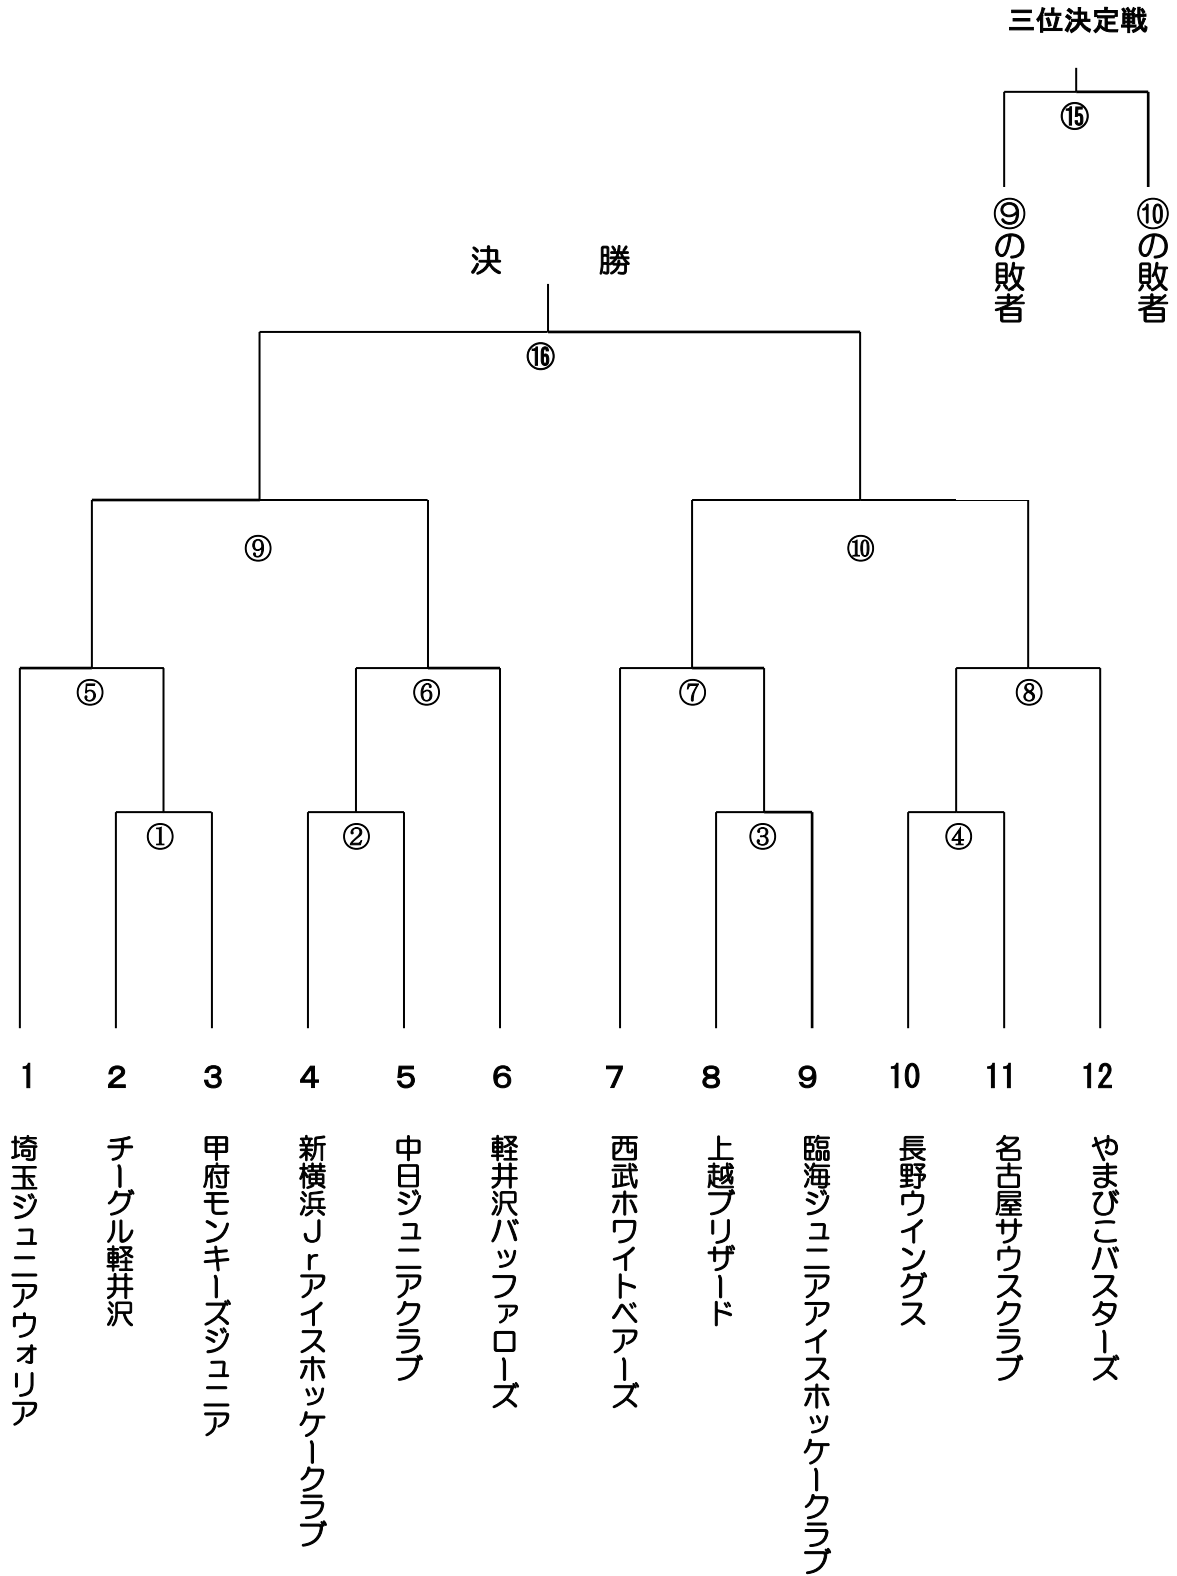 三位決定戦
⑮
⑨の敗者
⑩の敗者
決 勝
⑯
⑨
⑩
⑤
⑥
⑦
⑧
①
②
③
④
1
2
3
4
5
6
7
8
9
10
11
12
埼玉ジュニアウォリア
チーグル軽井沢
甲府モンキーズジュニア
新横浜Jrアイスホッケークラブ
中日ジュニアクラブ
軽井沢バッファローズ
西武ホワイトベアーズ
上越ブリザード
臨海ジュニアアイスホッケークラブ
長野ウイングス
名古屋サウスクラブ
やまびこバスターズ